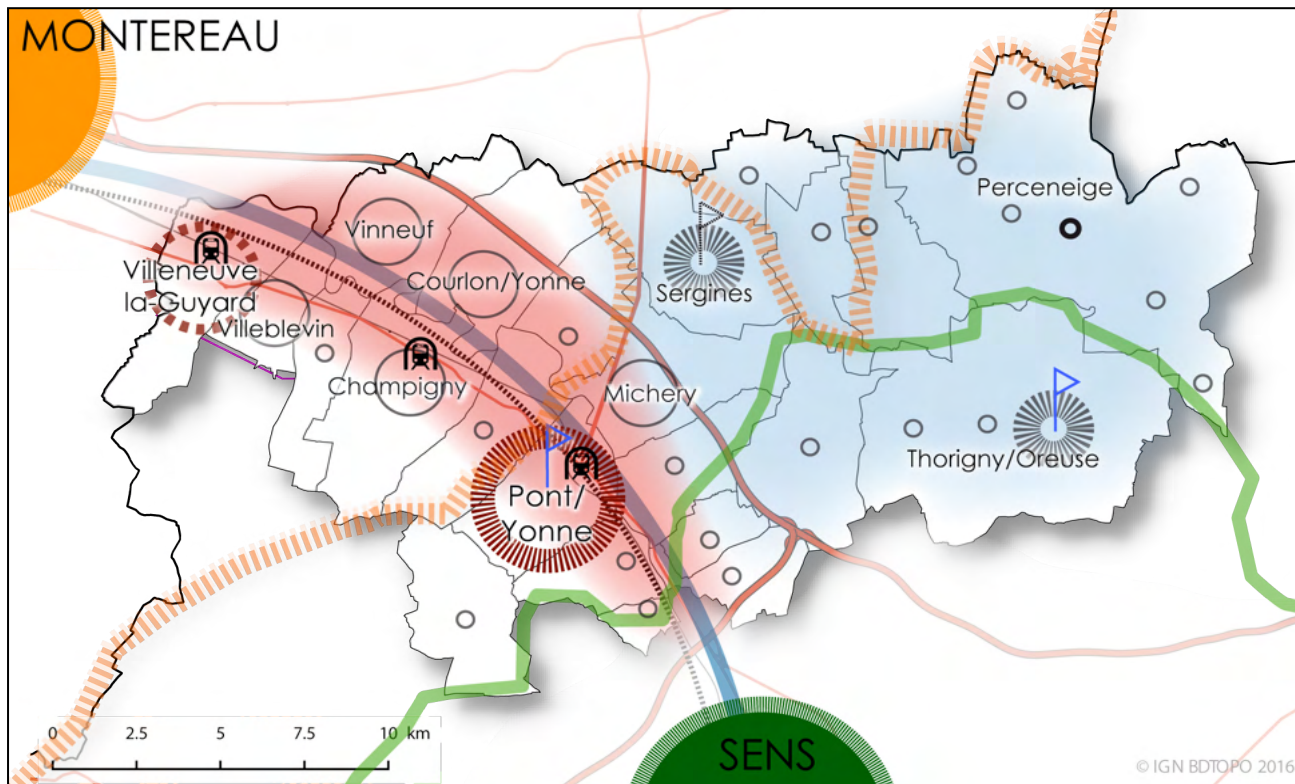 MONTEREAU
Perceneige
Vinneuf
Villeneuve
la-Guyard
Courlon/Yonne
Sergines
Villeblevin
Champigny
Michery
Thorigny/Oreuse
Pont/
Yonne
0 2.5 5 7.5 10 km
SENS
© IGN BDTOPO 2016